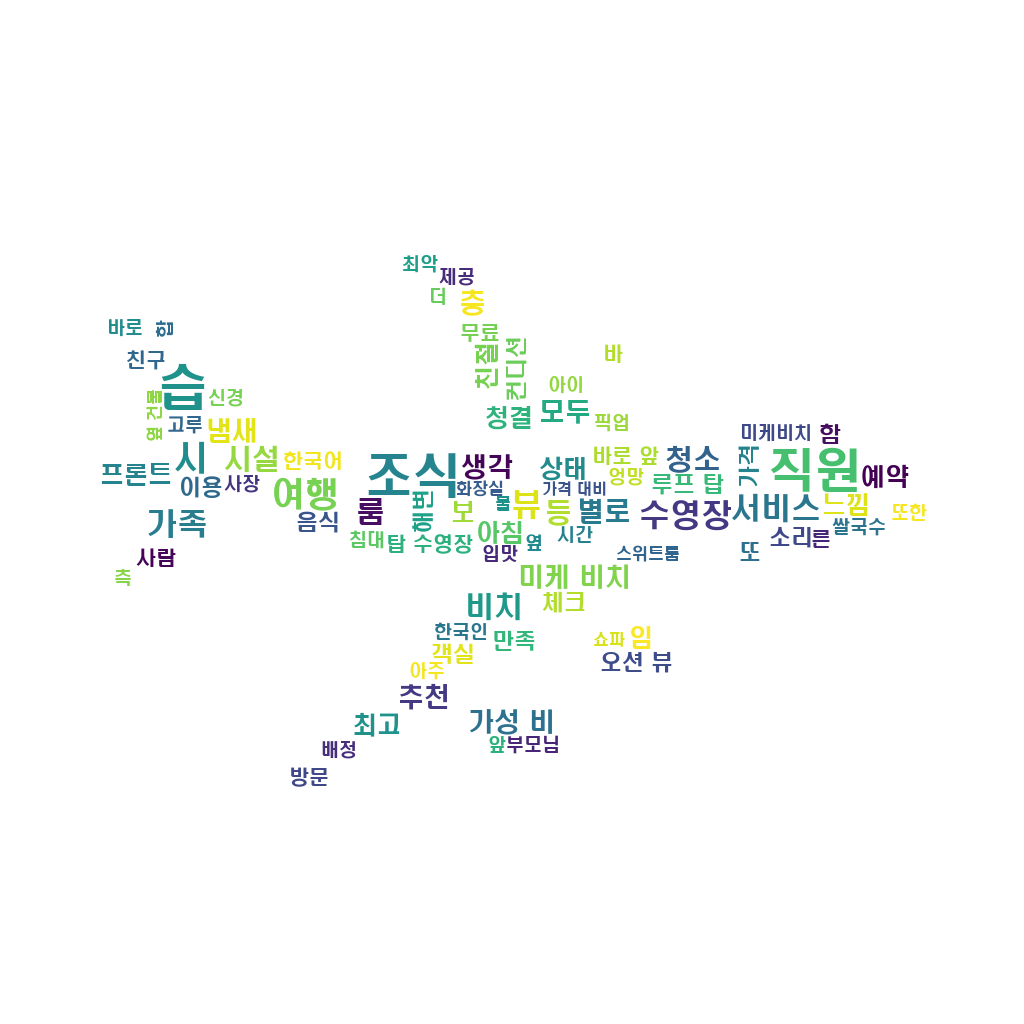 최악
제공
더
층
무료
바로
함
친구
친절
컨디션
바
습
신경
아이
옆 건물
고루
냄새
청결
모두
픽업
미케비치
함
프론트
시
시설
한국어
조식
생각
상태
바로 앞
청소
가격
직원
예약
이용
사장
여행
화장실
가격 대비
엉망
루프 탑
가족
음식
룸
해변
보
풀
뷰
등
별로
수영장
서비스
느낌
또한
사람
침대
탑 수영장
아침
입맛
옆
시간
스위트룸
또
소리
른
쌀국수
측
미케 비치
비치
체크
한국인
만족
쇼파
임
객실
오션 뷰
아주
추천
최고
가성 비
배정
앞
부모님
방문